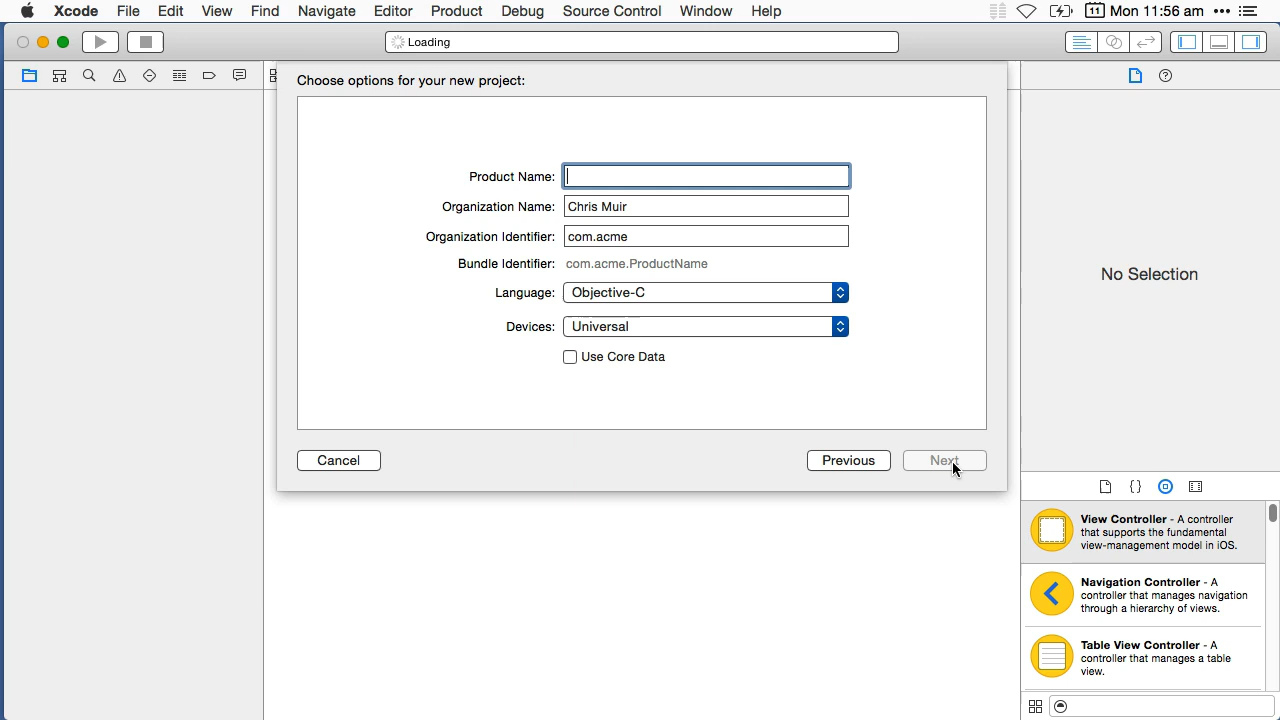 Xcode File Edit View Find Navigate Editor Product Debug Source Control Window Help
11 Mon 11:56 am
Loading
Choose options for your new project:
Product Name:
Organization Name: Chris Muir
Organization Identifier: com.acme
Bundle Identifier: com.acme.ProductName
Language: Objective-C
Devices: Universal
Use Core Data
Cancel Previous Next
No Selection
{}
View Controller - A controller
that supports the fundamental
view-management model in iOS.
Navigation Controller - A
controller that manages navigation
through a hierarchy of views.
Table View Controller - A
controller that manages a table
view.